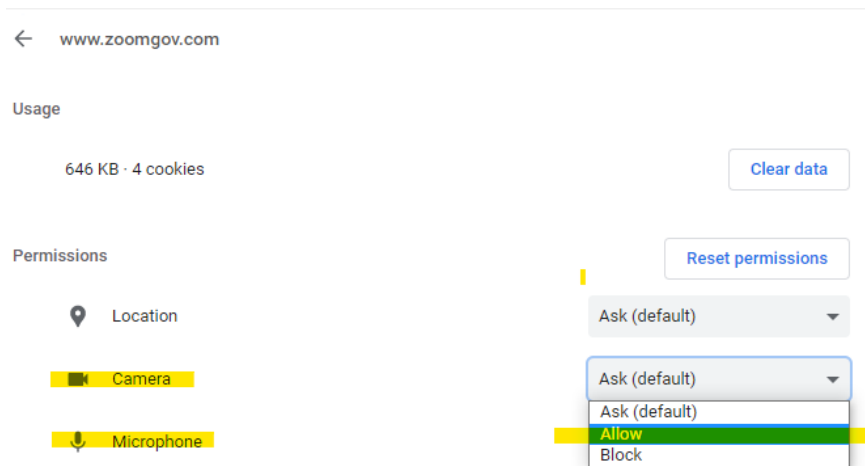 www.zoomgov.com
Usage
646 KB · 4 cookies
Clear data
Permissions
Reset permissions
Location
Ask (default)
Camera
Ask (default)
Ask (default)
Allow
Microphone
Block